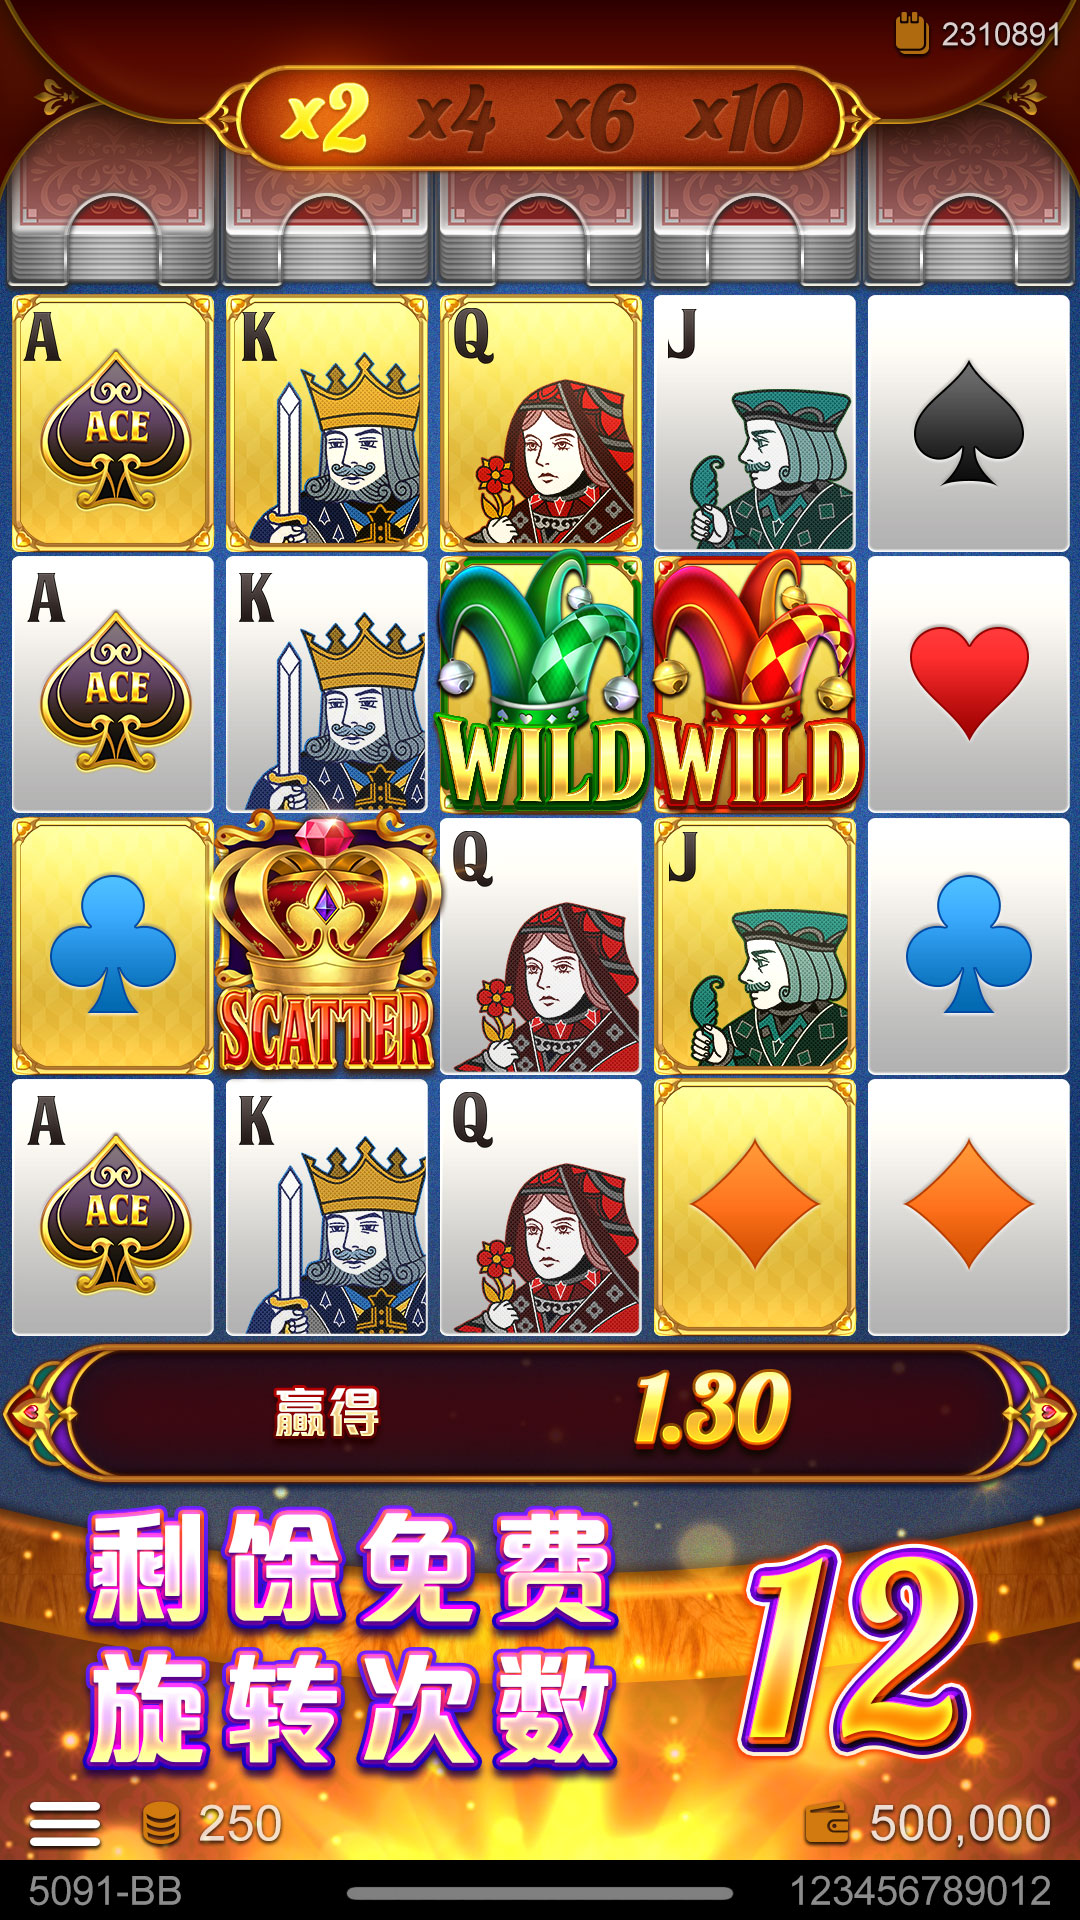 2310891
x2 x4 x6 x10
A K Q J
ACE
A K
ACE WILD WILD
Q J
SCATTER
A K Q
ACE
赢得 1.30
剩馀免费
旋转次数 12
250 500,000
5091-BB 123456789012